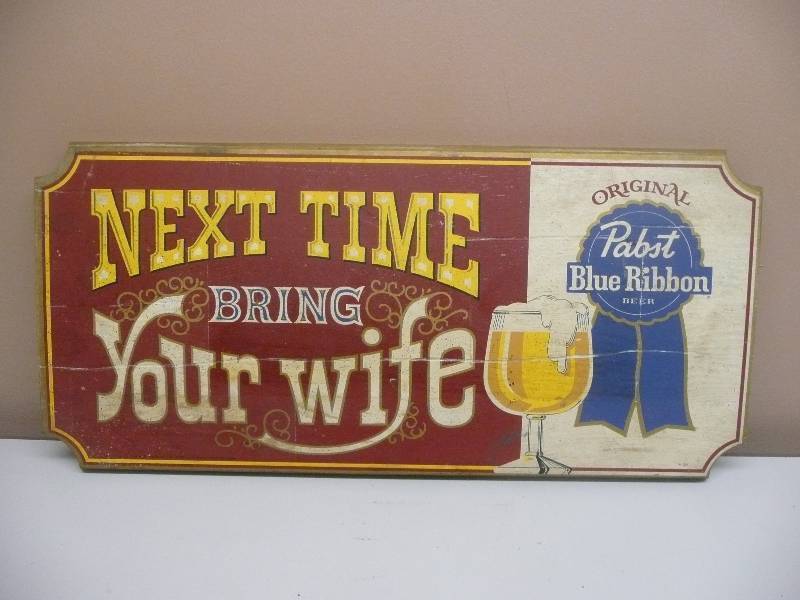 NEXT TIME
BRING
Your wife
ORIGINAL
Pabst
Blue Ribbon
BEER